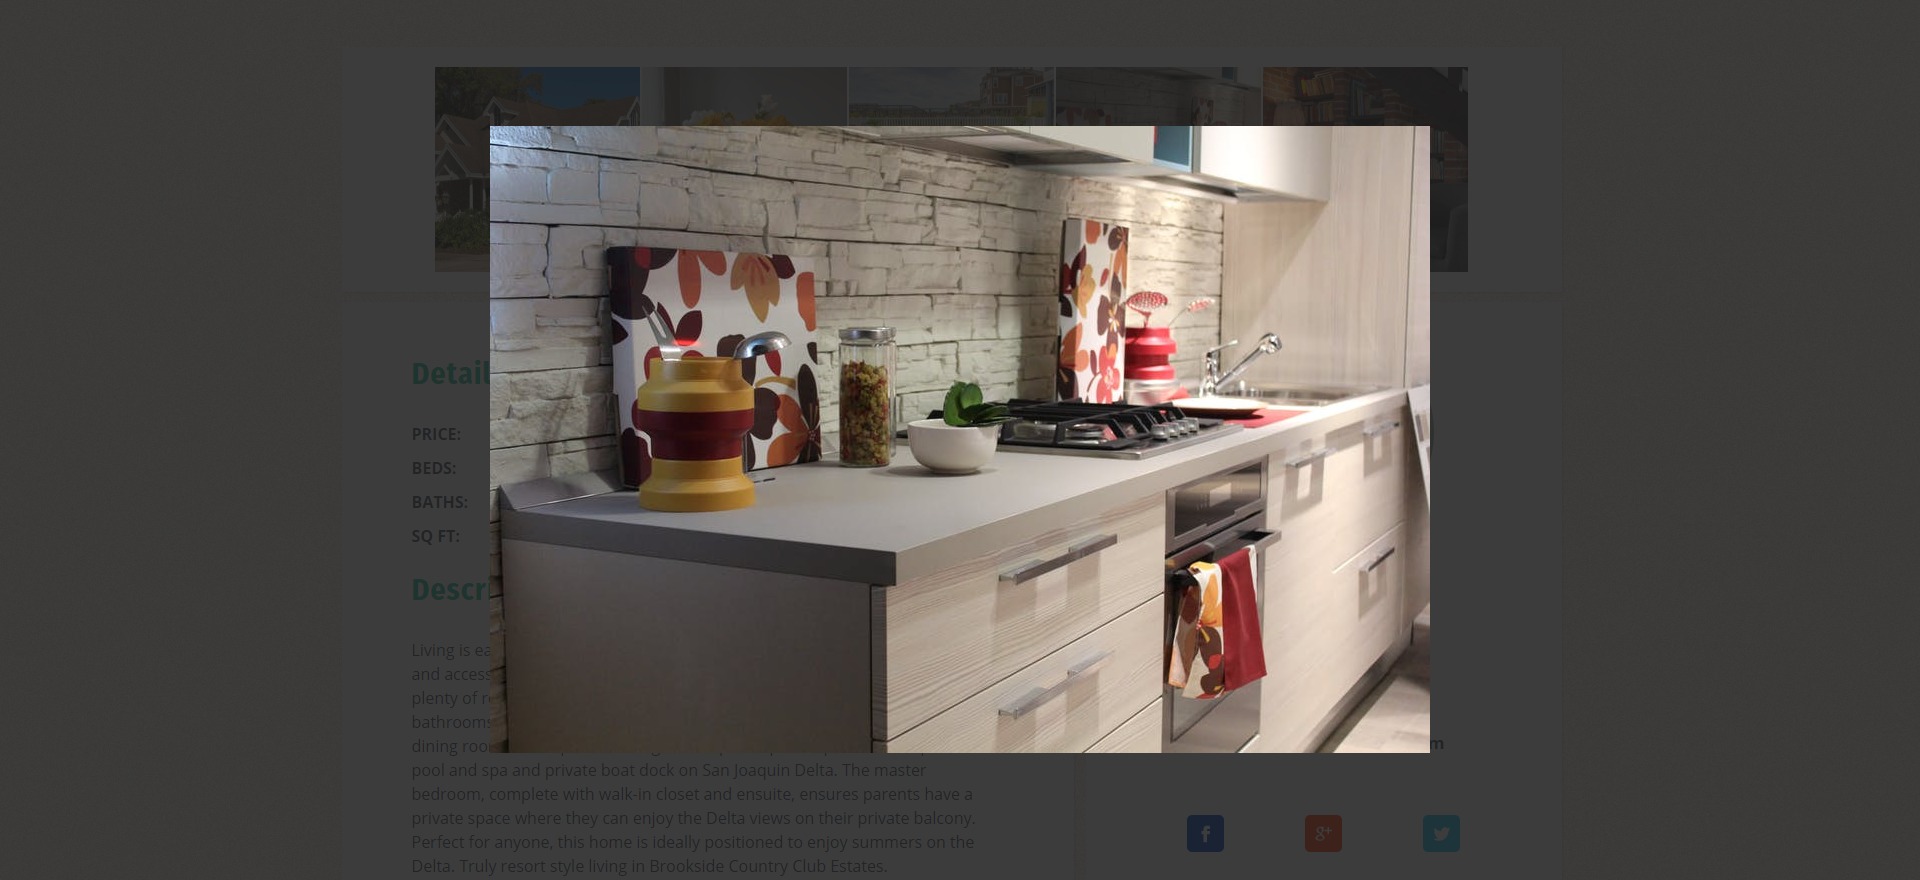 Detail
PRICE:
BEDS:
BATHS:
SQ FT:
Descri
Living is ea
and access
plenty of r
bathrooms
dining roo
m
pool and spa and private boat dock on San Joaquin Delta. The master
bedroom, complete with walk-in closet and ensuite, ensures parents have a
private space where they can enjoy the Delta views on their private balcony.
Perfect for anyone, this home is ideally positioned to enjoy summers on the
Delta. Truly resort style living in Brookside Country Club Estates.
f
g+